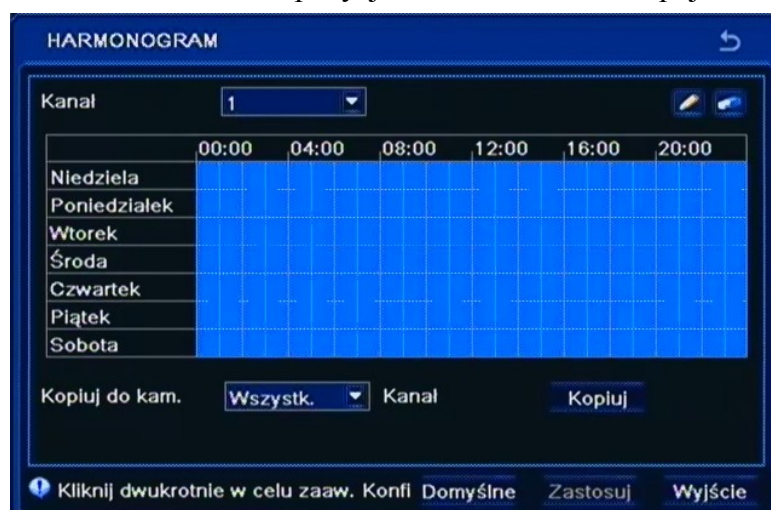 HARMONOGRAM
Kanał 1
00:00 04:00 08:00 12:00 16:00 20:00
Niedziela
Poniedziałek
Wtorek
Środa
Czwartek
Piątek
Sobota
Kopiuj do kam. Wszystk. Kanał Kopiuj
Kliknij dwukrotnie w celu zaaw. Konfi Domyślne Zastosuj Wyjście